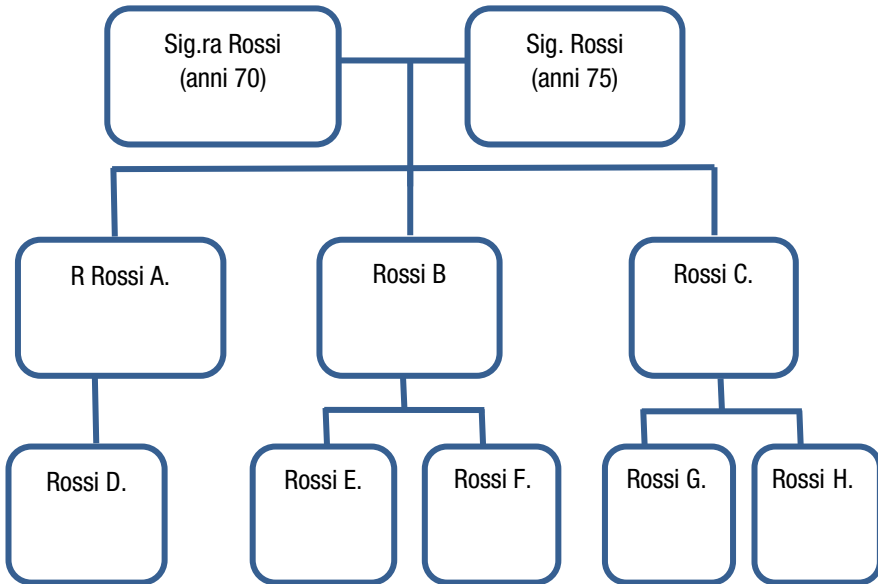 Sig.ra Rossi
(anni 70)
Sig. Rossi
(anni 75)
R Rossi A.
Rossi B
Rossi C.
Rossi D.
Rossi E.
Rossi F.
Rossi G.
Rossi H.